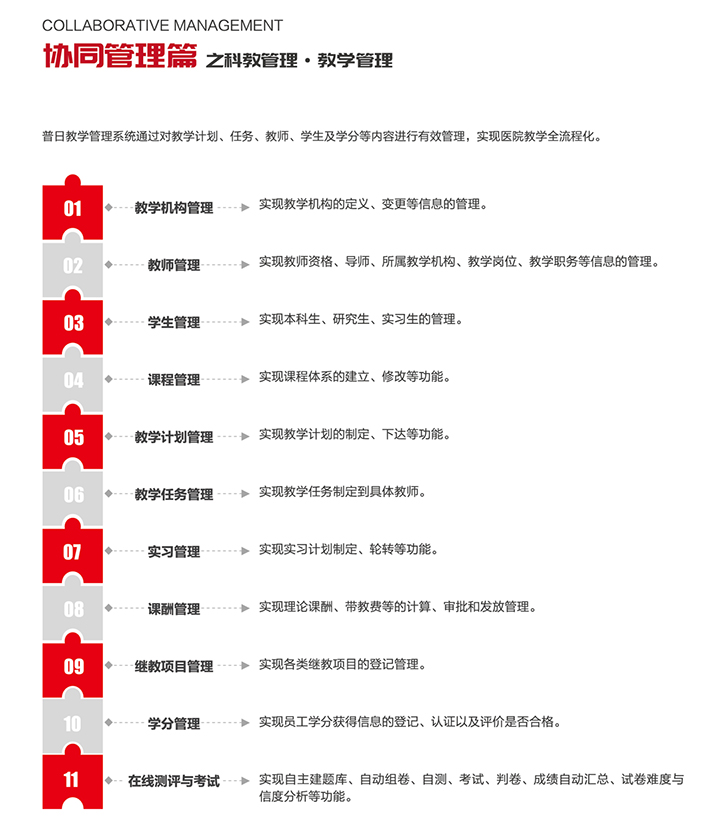 COLLABORATIVE MANAGEMENT
协同管理篇 之科教管理·教学管理
普日教学管理系统通过对教学计划、任务、教师、学生及学分等内容进行有效管理，实现医院教学全流程化。
01 教学机构管理 实现教学机构的定义、变更等信息的管理。
02 教师管理 实现教师资格、导师、所属教学机构、教学岗位、教学职务等信息的管理。
03 学生管理 实现本科生、研究生、实习生的管理。
04 课程管理 实现课程体系的建立、修改等功能。
05 教学计划管理 实现教学计划的制定、下达等功能。
06 教学任务管理 实现教学任务制定到具体教师。
07 实习管理 实现实习计划制定、轮转等功能。
08 课酬管理 实现理论课酬、带教费等的计算、审批和发放管理。
09 继教项目管理 实现各类继教项目的登记管理。
10 学分管理 实现员工学分获得信息的登记、认证以及评价是否合格。
11 在线测评与考试 实现自主建题库、自动组卷、自测、考试、判卷、成绩自动汇总、试卷难度与
信度分析等功能。